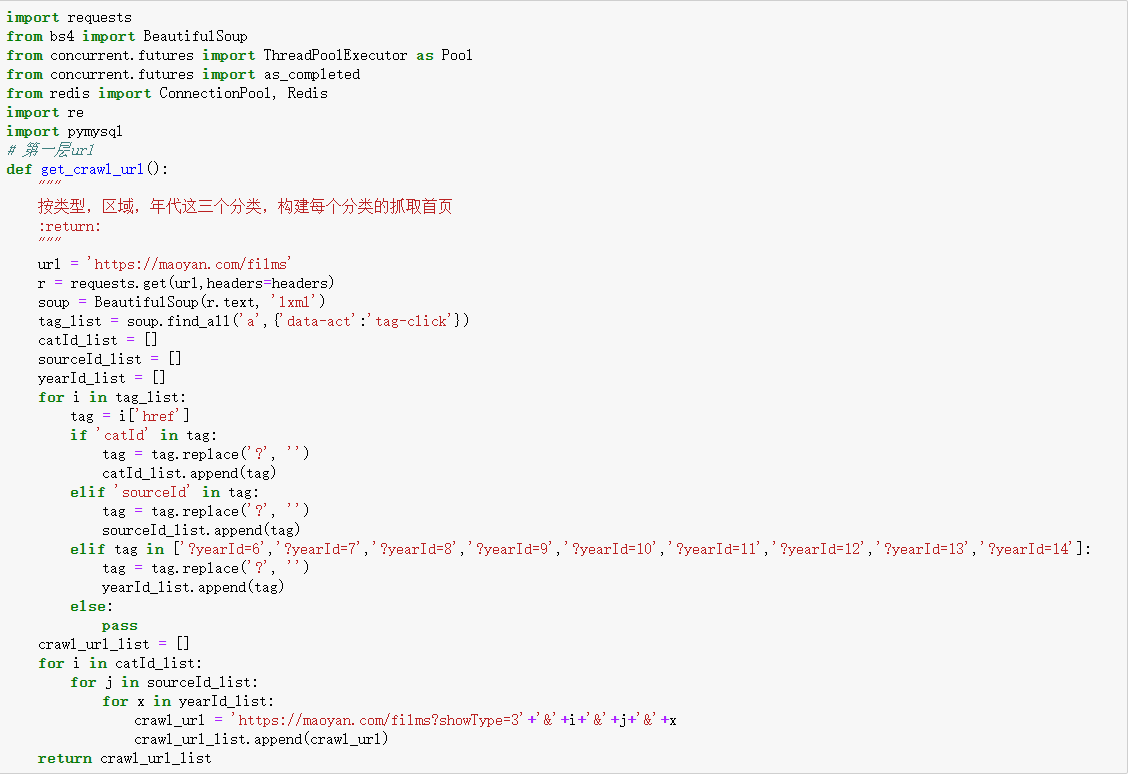 import requests
from bs4 import BeautifulSoup
from concurrent.futures import ThreadPoolExecutor as Pool
from concurrent.futures import as_completed
from redis import ConnectionPool, Redis
import re
import pymysql
# 第一层url
def get_crawl_url():
    """
    按类型，区域，年代这三个分类，构建每个分类的抓取首页
    :return:
    """
    url = 'https://maoyan.com/films'
    r = requests.get(url,headers=headers)
    soup = BeautifulSoup(r.text, 'lxml')
    tag_list = soup.find_all('a',{'data-act':'tag-click'})
    catId_list = []
    sourceId_list = []
    yearId_list = []
    for i in tag_list:
        tag = i['href']
        if 'catId' in tag:
            tag = tag.replace('?', '')
            catId_list.append(tag)
        elif 'sourceId' in tag:
            tag = tag.replace('?', '')
            sourceId_list.append(tag)
        elif tag in ['?yearId=6','?yearId=7','?yearId=8','?yearId=9','?yearId=10','?yearId=11','?yearId=12','?yearId=13','?yearId=14']:
            tag = tag.replace('?', '')
            yearId_list.append(tag)
        else:
            pass
    crawl_url_list = []
    for i in catId_list:
        for j in sourceId_list:
            for x in yearId_list:
                crawl_url = 'https://maoyan.com/films?showType=3'+'&'+i+'&'+j+'&'+x
                crawl_url_list.append(crawl_url)
    return crawl_url_list